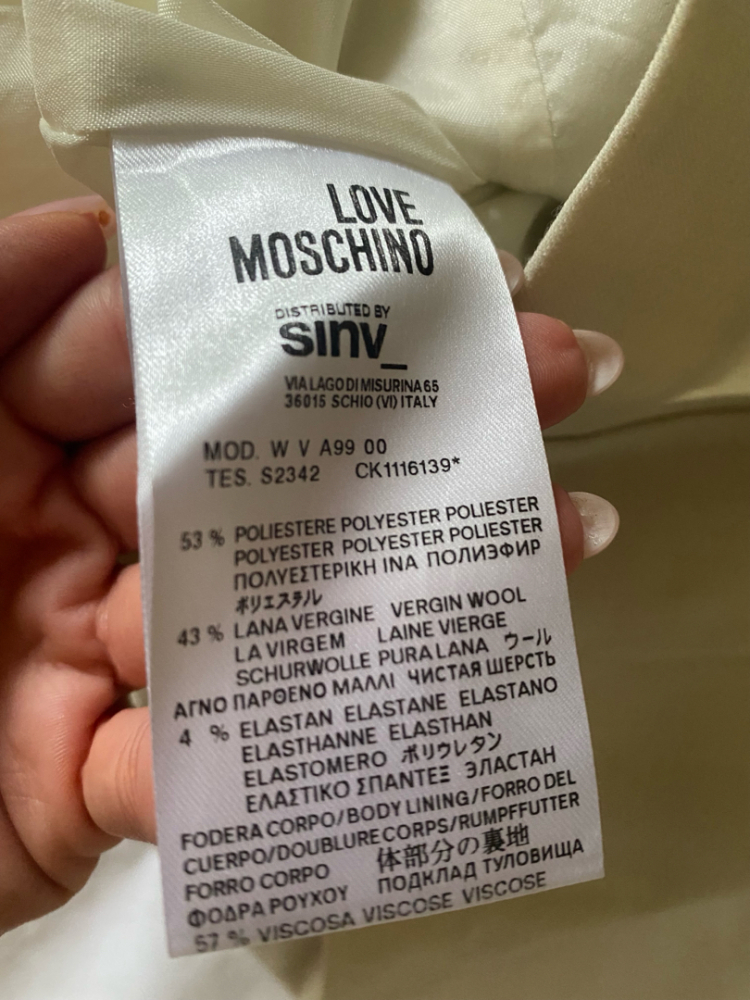 LOVE
MOSCHINO
DISTRIBUTED BY
sinv_
VIA LAGO DI MISURINA 65
36015 SCHIO (VI) ITALY
MOD. W V A99 00
TES. S2342 CK1116139*
53 % POLIESTERE POLYESTER POLIESTER
POLYESTER POLYESTER POLIESTER
ΠΟΛΥΕΣΤΕΡΙΚΗ ΙΝΑ ПОЛИЭФИР
ポリエステル
43 % LANA VERGINE VERGIN WOOL
LA VIRGEM LAINE VIERGE
SCHURWOLLE PURA LANA ウール
ΑΓΝΟ ΠΑΡΘΕΝΟ ΜΑΛΛΙ ЧИСТАЯ ШЕРСТЬ
4 % ELASTAN ELASTANE ELASTANO
ELASTHANNE ELASTHAN
ELASTOMERO ポリウレタン
ΕΛΑΣΤΙΚΟ ΣΠΑΝΤΕΞ ЭЛАСТАН
FODERA CORPO/BODY LINING/FORRO DEL
CUERPO/DOUBLURE CORPS/RUMPFFUTTER
FORRO CORPO 体部分の裏地
ΦΟΔΡΑ ΡΟΥΧΟΥ ПОДКЛАД ТУЛОВИЩА
57 % VISCOSA VISCOSE VISCOSE